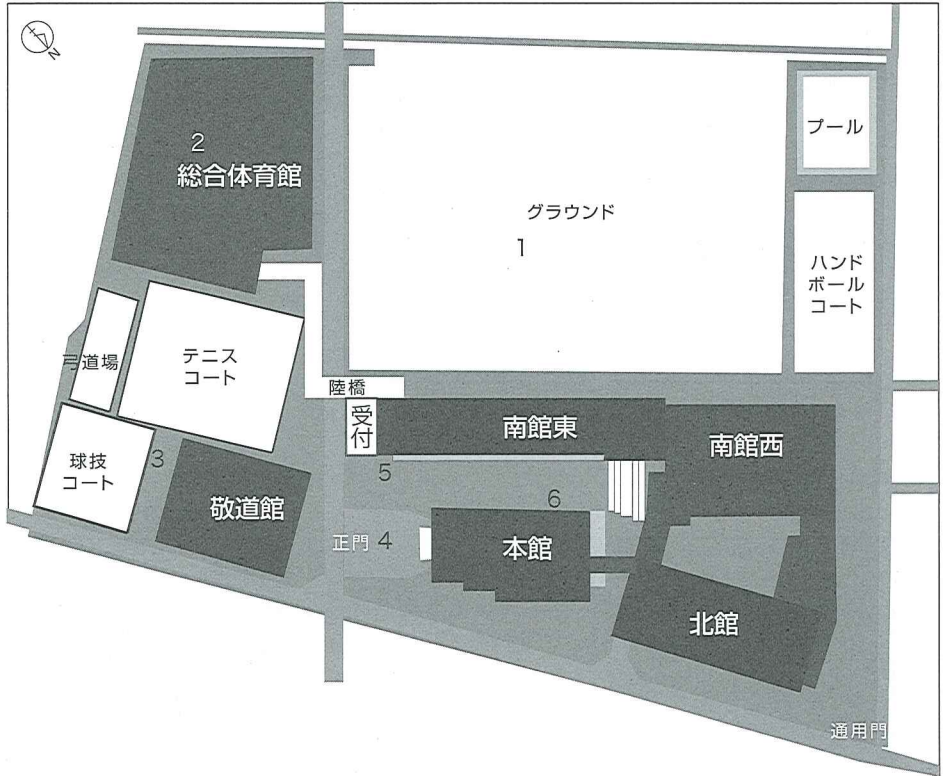 N
プール
2
総合体育館
グラウンド
1
ハンド
ボール
コート
弓道場
テニス
コート
陸橋
受付
南館東
南館西
球技
コート
3
5
敬道館
6
正門 4
本館
北館
通用門